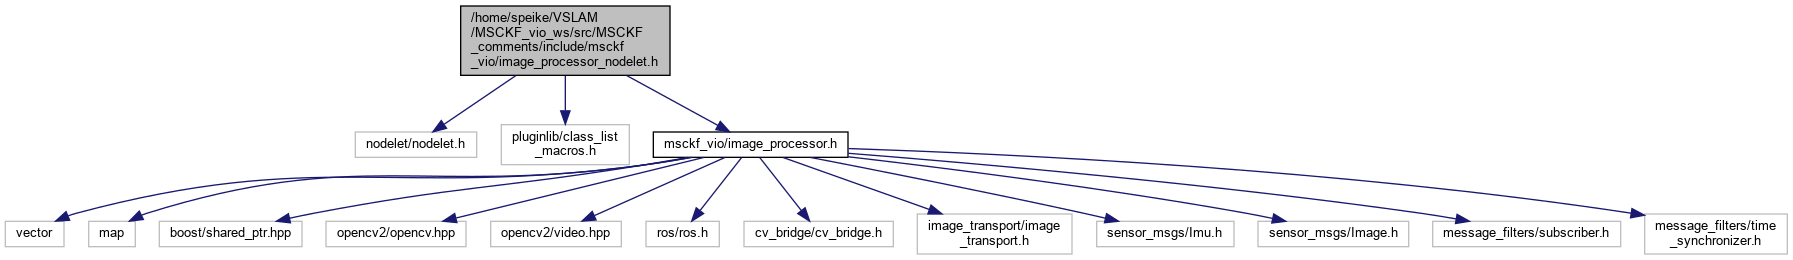 /home/speike/VSLAM
/MSCKF_vio_ws/src/MSCKF
_comments/include/msckf
_vio/image_processor_nodelet.h
nodelet/nodelet.h
pluginlib/class_list
_macros.h
msckf_vio/image_processor.h
vector
map
boost/shared_ptr.hpp
opencv2/opencv.hpp
opencv2/video.hpp
ros/ros.h
cv_bridge/cv_bridge.h
image_transport/image
_transport.h
sensor_msgs/Imu.h
sensor_msgs/Image.h
message_filters/subscriber.h
message_filters/time
_synchronizer.h